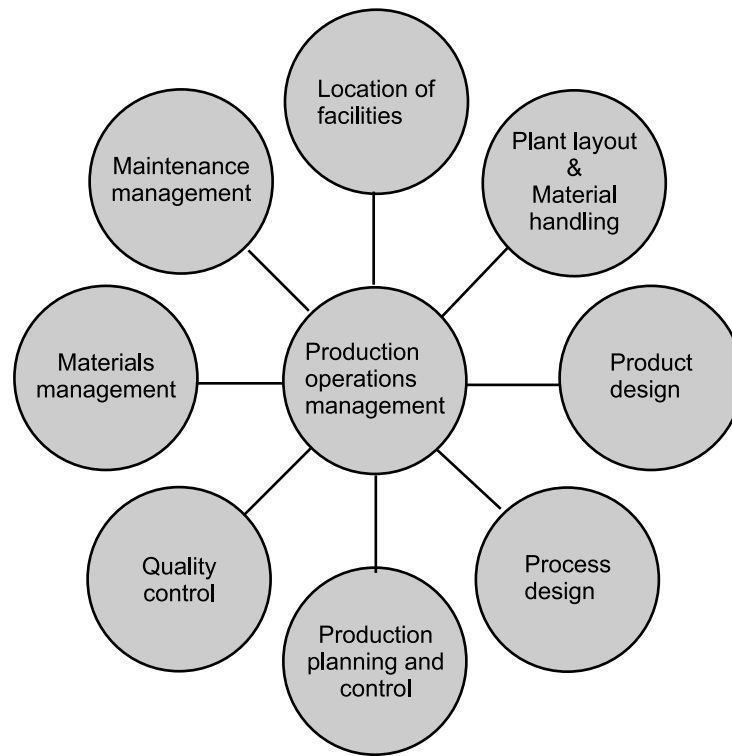 Location of
facilities
Plant layout
&
Material
handling
Product
design
Process
design
Production
planning and
control
Quality
control
Materials
management
Maintenance
management
Production
operations
management